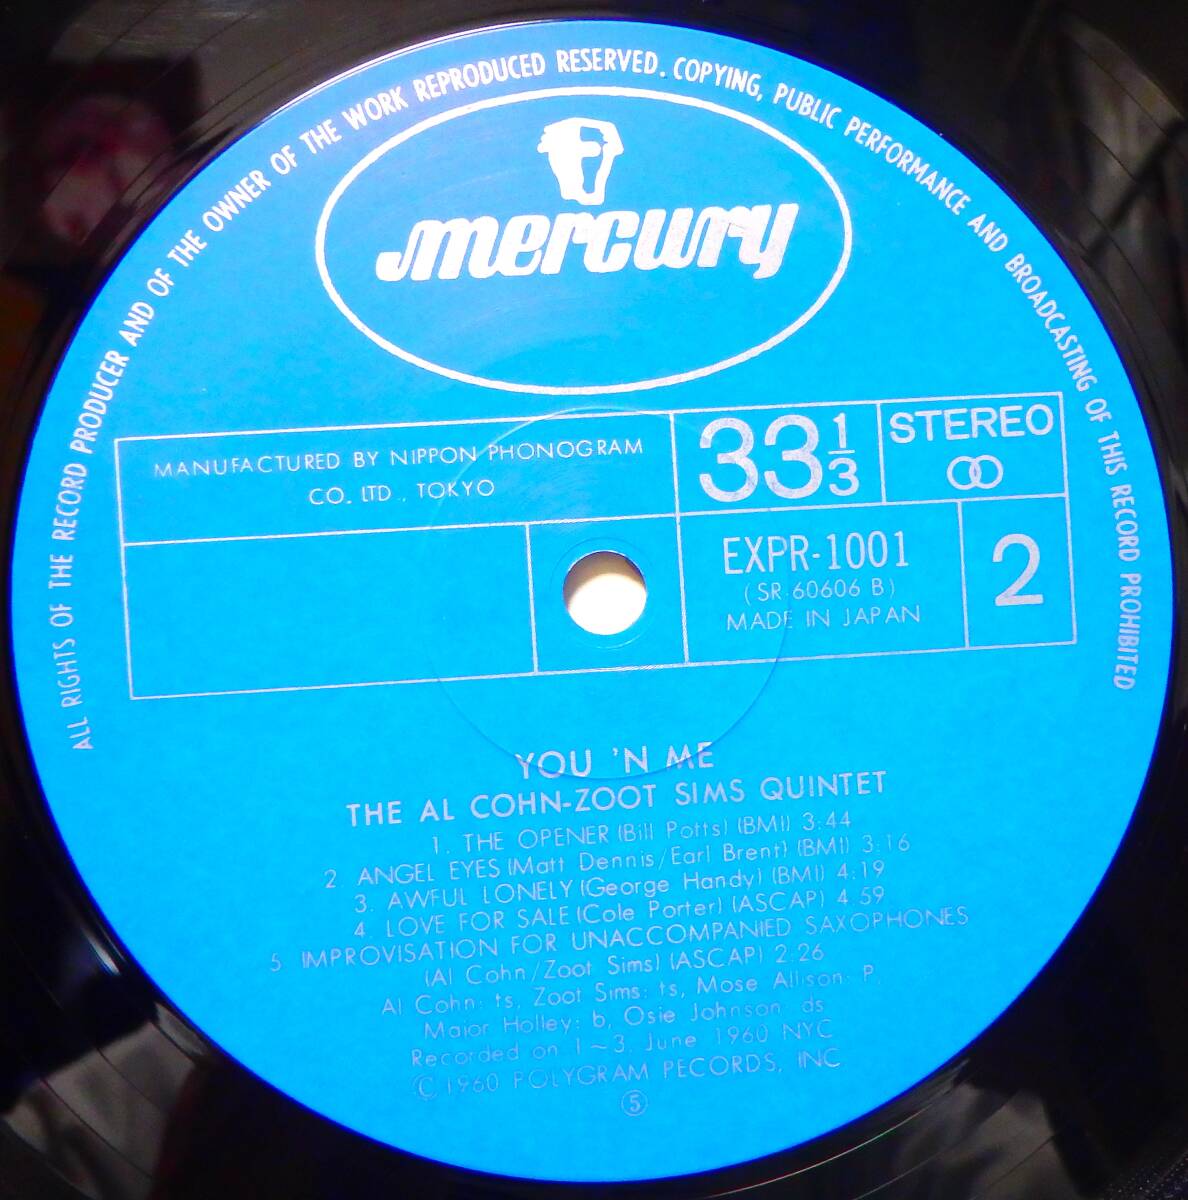 ALL RIGHTS OF THE RECORD PRODUCER AND OF THE OWNER OF THE WORK REPRODUCED RESERVED. COPYING, PUBLIC PERFORMANCE AND BROADCASTING OF THIS RECORD PROHIBITED
mercury
MANUFACTURED BY NIPPON PHONOGRAM
CO. LTD., TOKYO
33 1/3
STEREO
EXPR-1001
(SR-60606 B)
MADE IN JAPAN
2
YOU 'N ME
THE AL COHN-ZOOT SIMS QUINTET
1. THE OPENER (Bill Potts) (BMI) 3:44
2 ANGEL EYES (Matt Dennis/Earl Brent) (BMI) 3:16
3. AWFUL LONELY (George Handy) (BMI) 4:19
4. LOVE FOR SALE (Cole Porter) (ASCAP) 4:59
5 IMPROVISATION FOR UNACCOMPANIED SAXOPHONES
(Al Cohn/Zoot Sims) (ASCAP) 2:26
Al Cohn: ts, Zoot Sims: ts, Mose Allison: P,
Major Holley: b, Osie Johnson: ds
Recorded on 1~3, June 1960 NYC
Ⓒ 1960 POLYGRAM PECORDS, INC
⑤